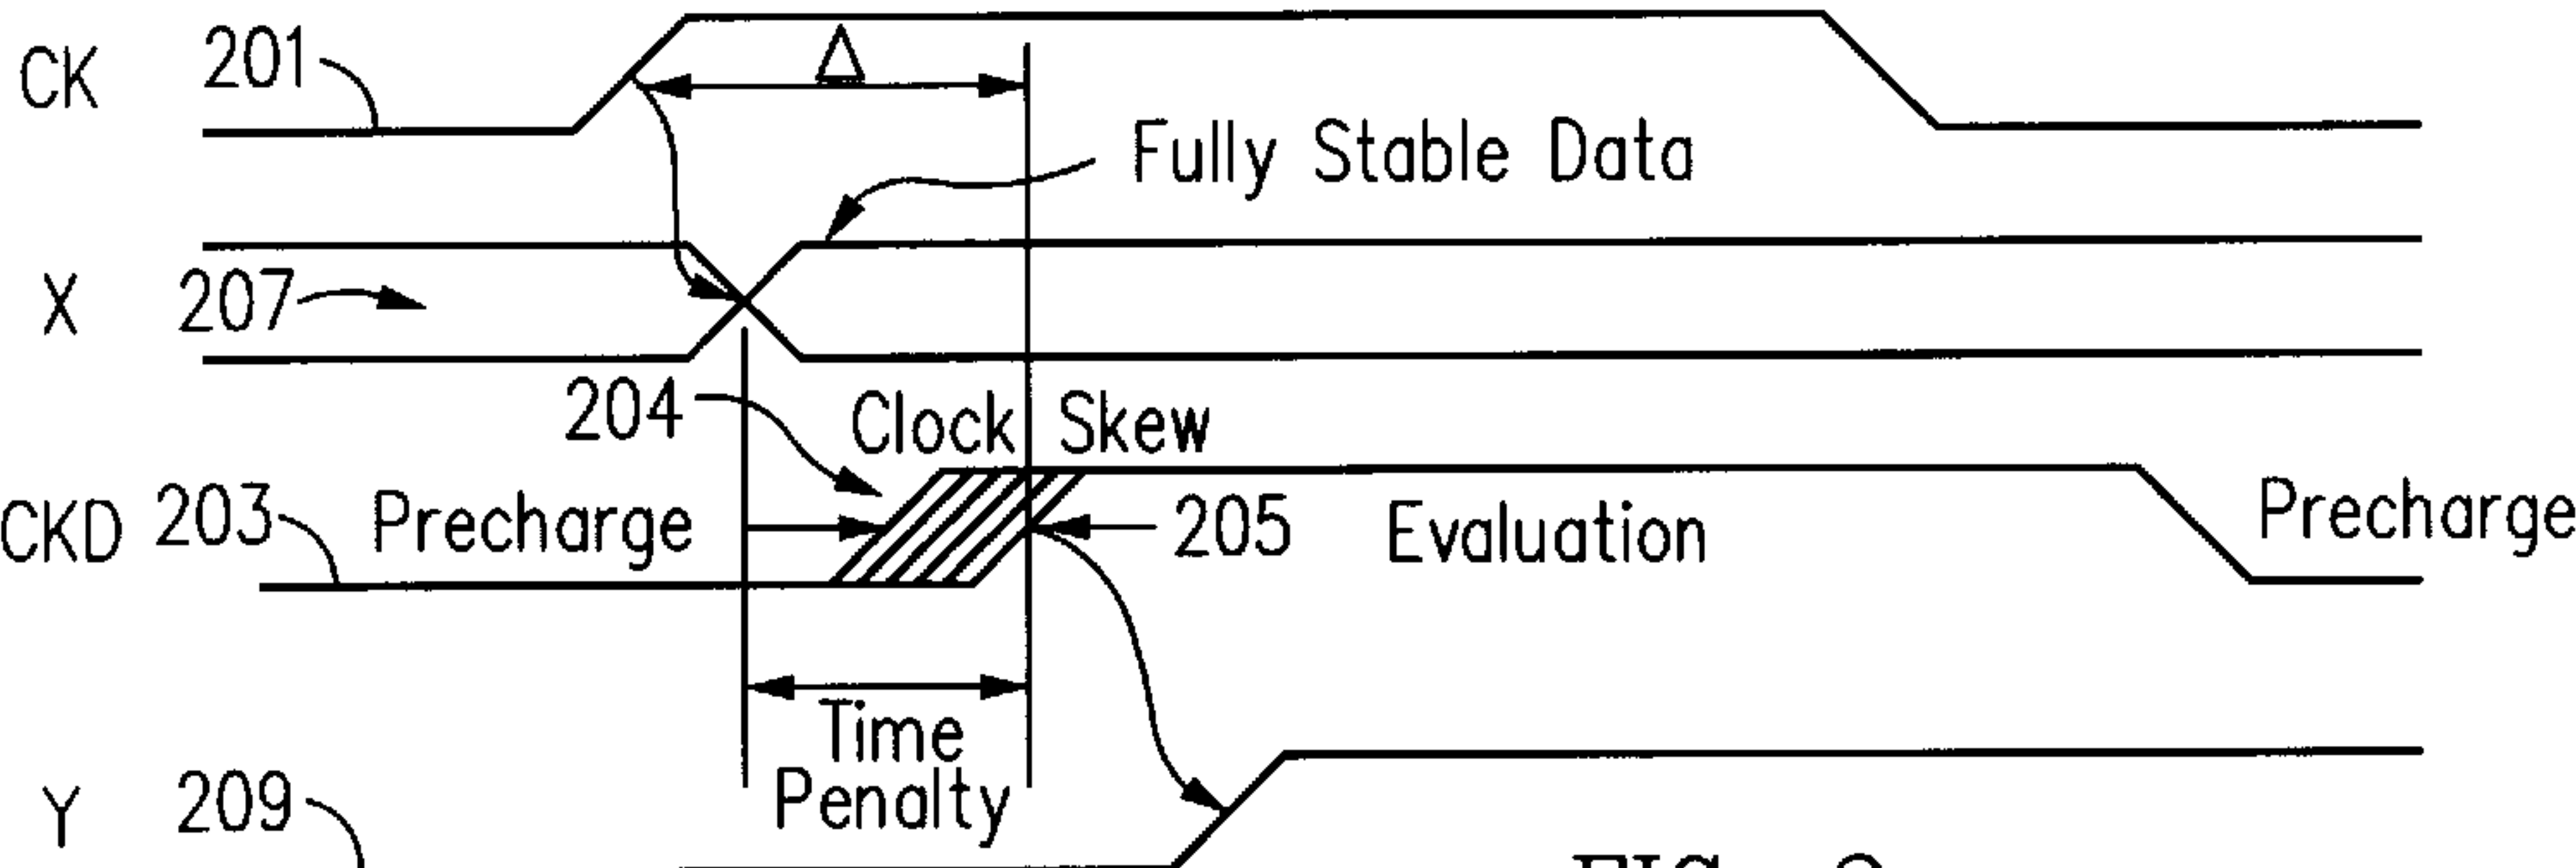 CK 201 Δ
Fully Stable Data
X 207
204 Clock Skew
CKD 203 Precharge 205 Evaluation Precharge
Time
Penalty
Y 209